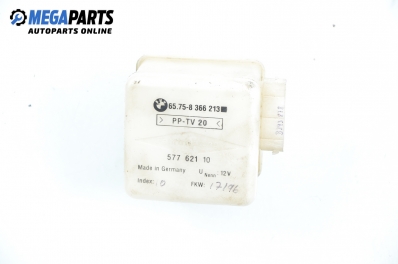 MEGAPARTS
AUTOPARTS ONLINE
65.75-8 366 213
> PP-TV 20 <
577 621 10
Made in Germany U Nenn: 12V
Index: 0 FKW: 17/96